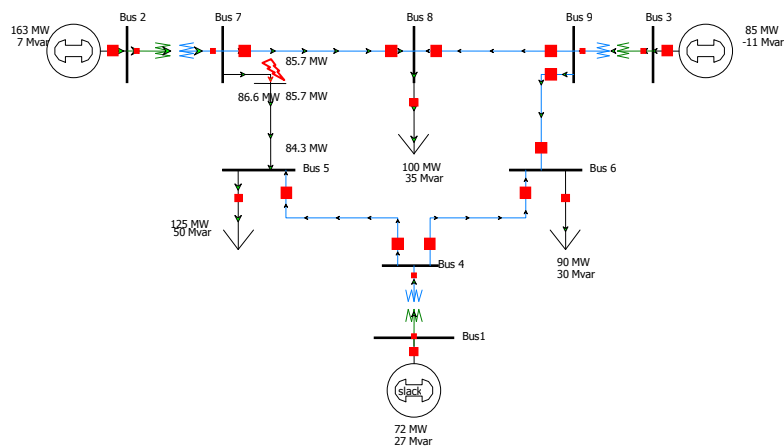 Bus 2
Bus 7
Bus 8
Bus 9
Bus 3
163 MW
7 Mvar
85 MW
-11 Mvar
85.7 MW
86.6 MW
85.7 MW
84.3 MW
Bus 5
100 MW
35 Mvar
Bus 6
125 MW
50 Mvar
90 MW
30 Mvar
Bus 4
Bus1
slack
72 MW
27 Mvar